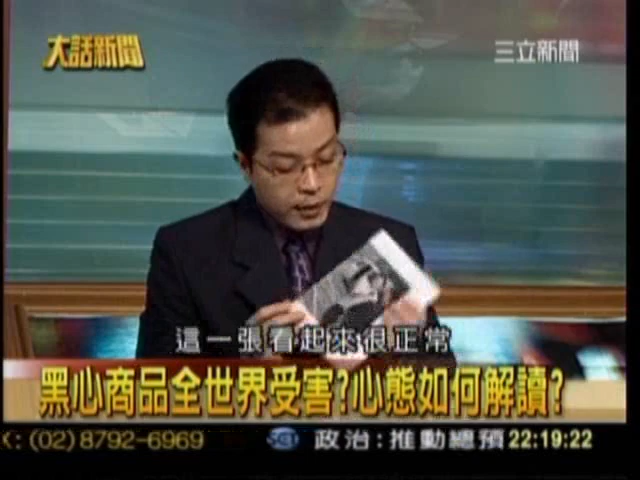 大話新聞
三立新聞
這一張看起來很正常
黑心商品全世界受害?心態如何解讀?
X: (02) 8792-6969 SET 政治:推動總預 22:19:22